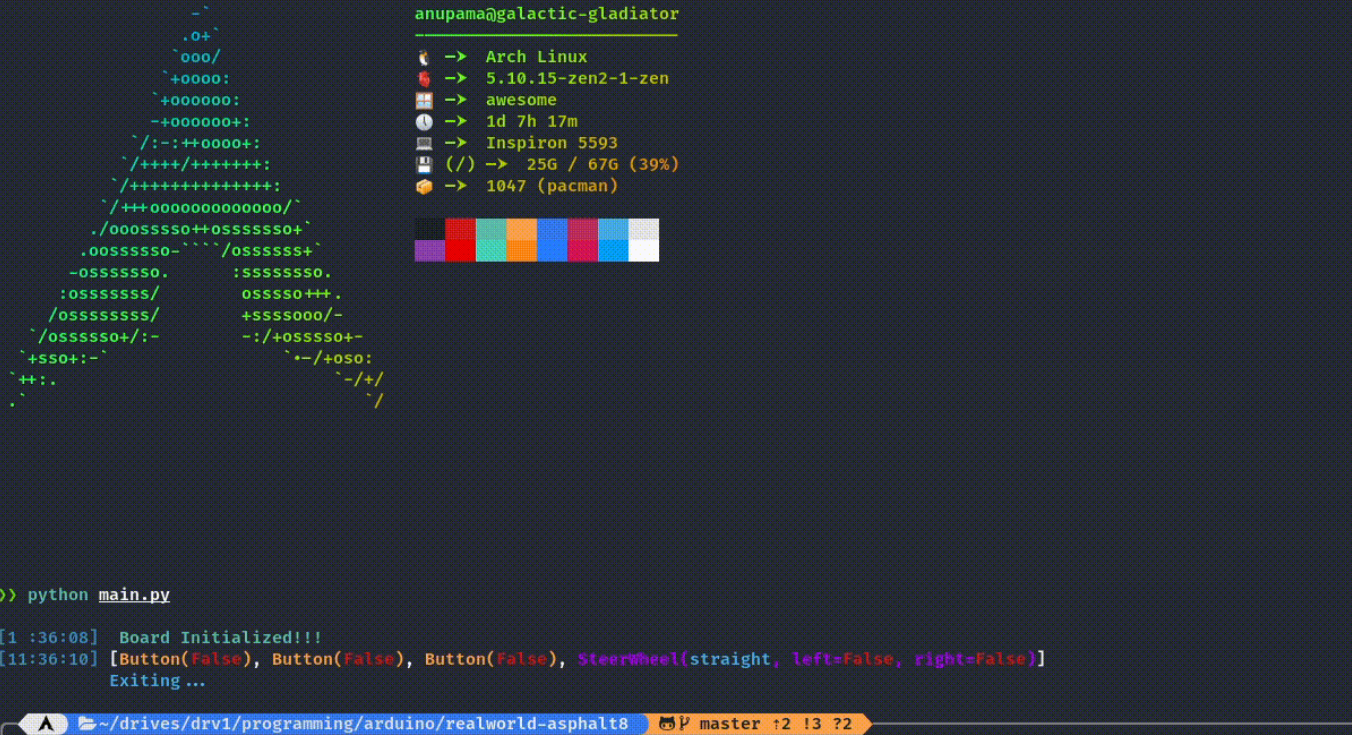 anupama@galactic-gladiator
-`
.o+`
`ooo/
`+oooo:
`+oooooo:
-+oooooo+:
`/:-:++oooo+:
`/++++/+++++++:
`/++++++++++++++:
`/+++ooooooooooooo/`
./ooosssso++osssssso+`
.oossssso-````/ossssss+`
-osssssso. :ssssssso.
:osssssss/ osssso+++.
/ossssssss/ +ssssooo/-
`/ossssso+/:- -:/+osssso+-
`+sso+:-` `.-/+oso:
`++:. `-/+/
.` `/
–> Arch Linux
–> 5.10.15-zen2-1-zen
–> awesome
–> 1d 7h 17m
–> Inspiron 5593
(/) –> 25G / 67G (39%)
–> 1047 (pacman)
❯❯ python main.py
[1 :36:08] Board Initialized!!!
[11:36:10] [Button(False), Button(False), Button(False), SteerWheel(straight, left=False, right=False)]
Exiting...
~/drives/drv1/programming/arduino/realworld-asphalt8 master ⇡2 !3 ?2